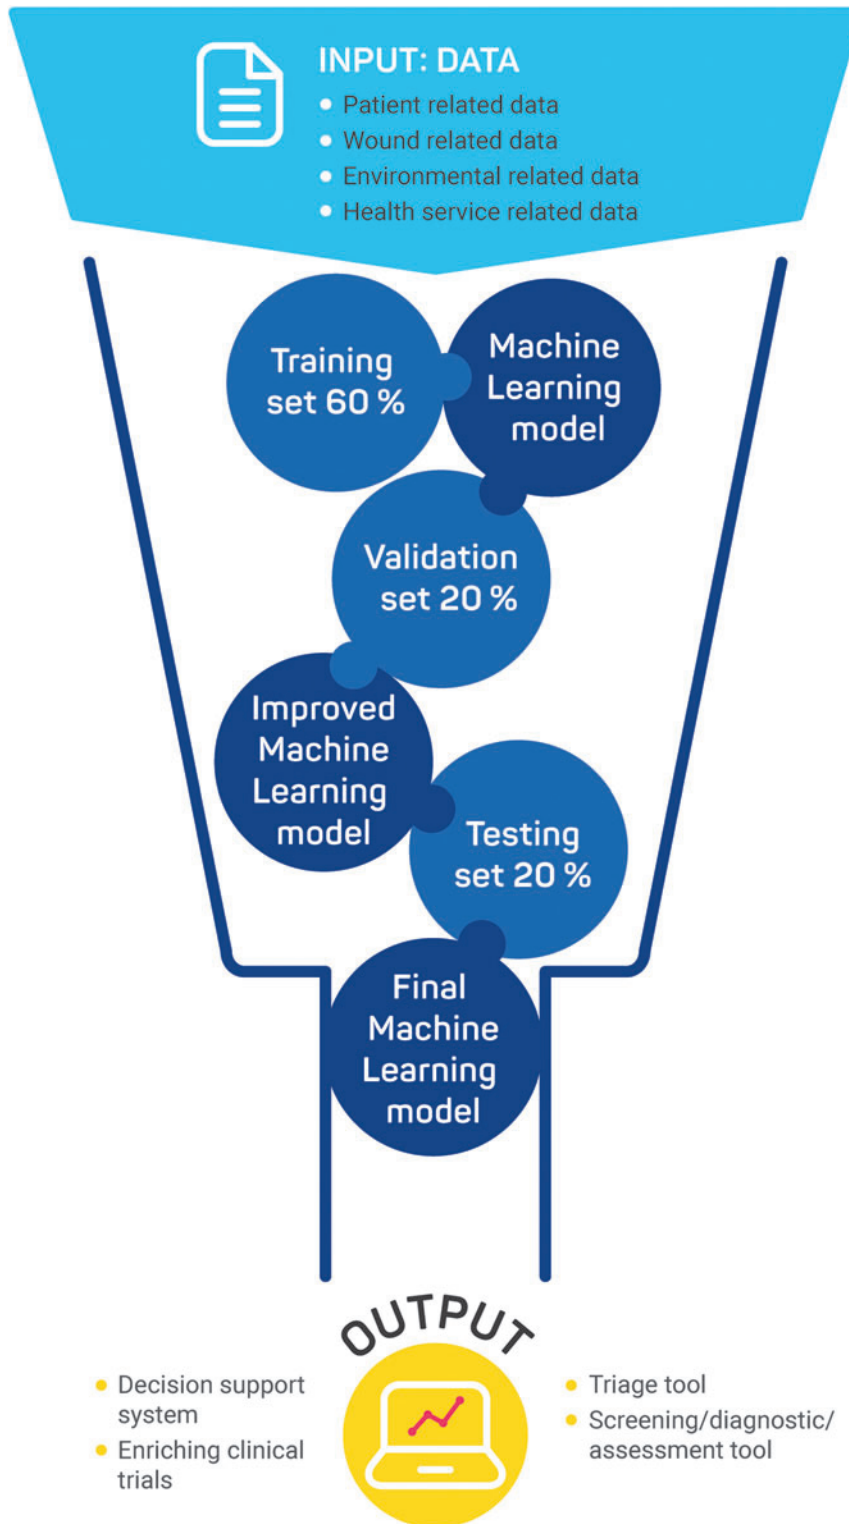 INPUT: DATA
• Patient related data
• Wound related data
• Environmental related data
• Health service related data
Training
set 60 %
Machine
Learning
model
Validation
set 20 %
Improved
Machine
Learning
model
Testing
set 20 %
Final
Machine
Learning
model
OUTPUT
• Decision support
system
• Enriching clinical
trials
• Triage tool
• Screening/diagnostic/
assessment tool